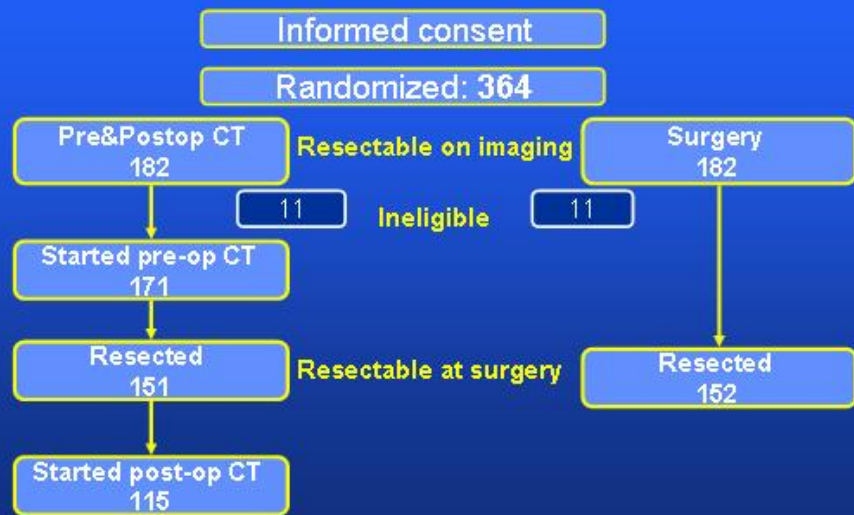 Informed consent
Randomized: 364
Pre&Postop CT
182
Resectable on imaging
Surgery
182
11
Ineligible
11
Started pre-op CT
171
Resected
151
Resectable at surgery
Resected
152
Started post-op CT
115